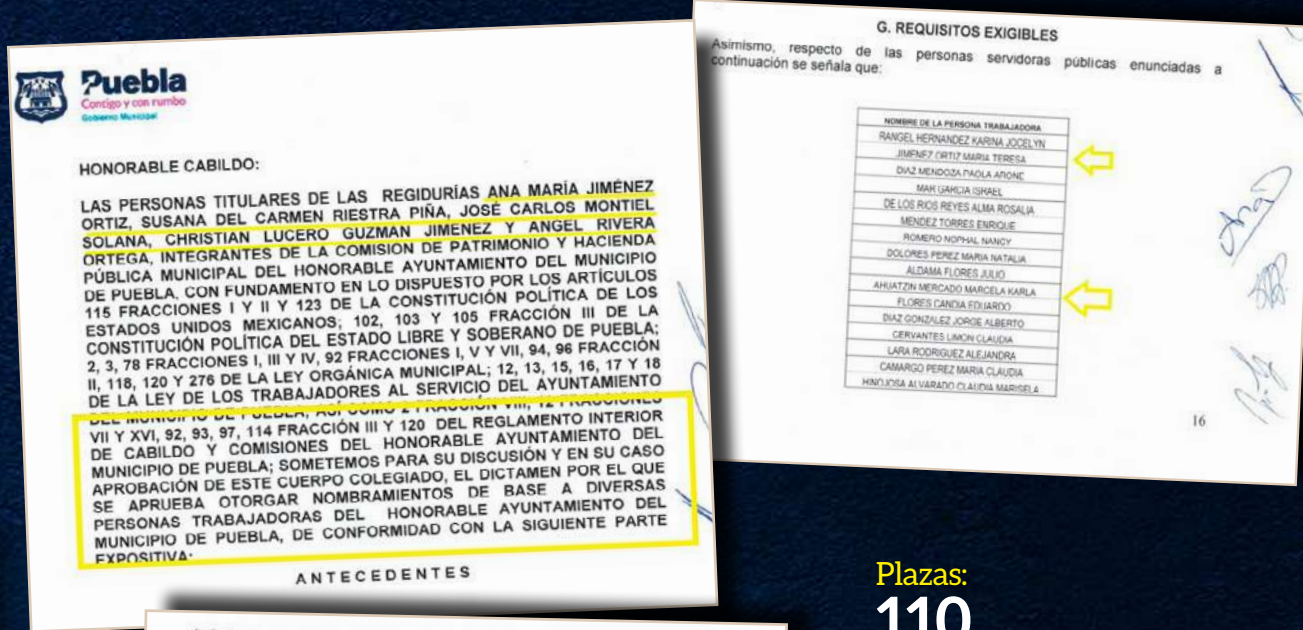 Puebla
Contigo y con rumbo
Gobierno Municipal
HONORABLE CABILDO:
LAS PERSONAS TITULARES DE LAS REGIDURÍAS ANA MARÍA JIMÉNEZ
ORTIZ, SUSANA DEL CARMEN RIESTRA PIÑA, JOSÉ CARLOS MONTIEL
SOLANA, CHRISTIAN LUCERO GUZMAN JIMENEZ Y ANGEL RIVERA
ORTEGA, INTEGRANTES DE LA COMISION DE PATRIMONIO Y HACIENDA
PÚBLICA MUNICIPAL DEL HONORABLE AYUNTAMIENTO DEL MUNICIPIO
DE PUEBLA, CON FUNDAMENTO EN LO DISPUESTO POR LOS ARTÍCULOS
115 FRACCIONES I Y II Y 123 DE LA CONSTITUCIÓN POLÍTICA DE LOS
ESTADOS UNIDOS MEXICANOS; 102, 103 Y 105 FRACCIÓN III DE LA
CONSTITUCIÓN POLÍTICA DEL ESTADO LIBRE Y SOBERANO DE PUEBLA;
2, 3, 78 FRACCIONES I, III Y IV, 92 FRACCIONES I, V Y VII, 94, 96 FRACCIÓN
II, 118, 120 Y 276 DE LA LEY ORGÁNICA MUNICIPAL; 12, 13, 15, 16, 17 Y 18
DE LA LEY DE LOS TRABAJADORES AL SERVICIO DEL AYUNTAMIENTO
DEL MUNICIPIO DE PUEBLA, ASÍ COMO 2 FRACCIÓN VIII, 12 FRACCIONES
VII Y XVI, 92, 93, 97, 114 FRACCIÓN III Y 120 DEL REGLAMENTO INTERIOR
DE CABILDO Y COMISIONES DEL HONORABLE AYUNTAMIENTO DEL
MUNICIPIO DE PUEBLA; SOMETEMOS PARA SU DISCUSIÓN Y EN SU CASO
APROBACIÓN DE ESTE CUERPO COLEGIADO, EL DICTAMEN POR EL QUE
SE APRUEBA OTORGAR NOMBRAMIENTOS DE BASE A DIVERSAS
PERSONAS TRABAJADORAS DEL HONORABLE AYUNTAMIENTO DEL
MUNICIPIO DE PUEBLA, DE CONFORMIDAD CON LA SIGUIENTE PARTE
EXPOSITIVA:
ANTECEDENTES
G. REQUISITOS EXIGIBLES
Asimismo, respecto de las personas servidoras públicas enunciadas a
continuación se señala que:
NOMBRE DE LA PERSONA TRABAJADORA
RANGEL HERNANDEZ KARINA JOCELYN
JIMENEZ ORTIZ MARIA TERESA
DIAZ MENDOZA PAOLA ARIONE
MAR GARCIA ISRAEL
DE LOS RIOS REYES ALMA ROSALIA
MENDEZ TORRES ENRIQUE
ROMERO NOPHAL NANCY
DOLORES PEREZ MARIA NATALIA
ALDAMA FLORES JULIO
AHUATZIN MERCADO MARCELA KARLA
FLORES CANDIA EDUARDO
DIAZ GONZALEZ JORGE ALBERTO
CERVANTES LIMON CLAUDIA
LARA RODRIGUEZ ALEJANDRA
CAMARGO PEREZ MARIA CLAUDIA
HINOJOSA ALVARADO CLAUDIA MARISELA
16
Plazas:
110